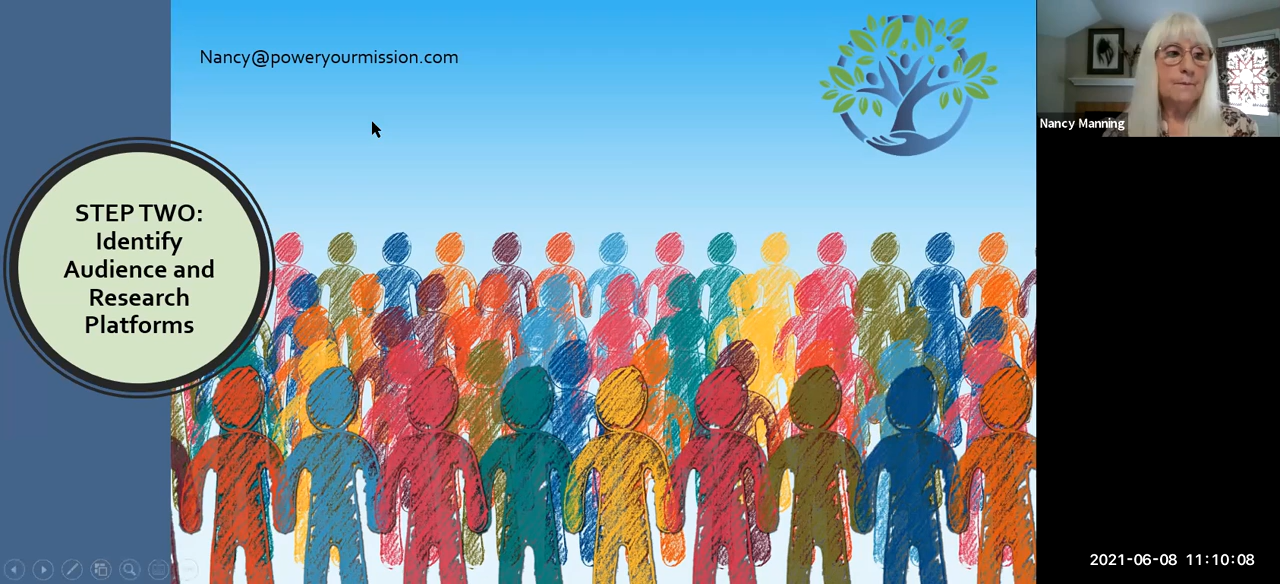 Nancy@poweryourmission.com
STEP TWO:
Identify
Audience and
Research
Platforms
Nancy Manning
2021-06-08 11:10:08